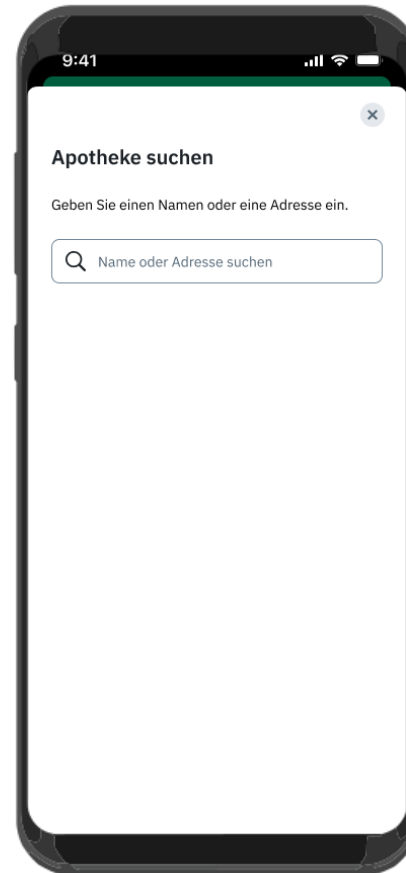 9:41
Apotheke suchen
Geben Sie einen Namen oder eine Adresse ein.
Name oder Adresse suchen